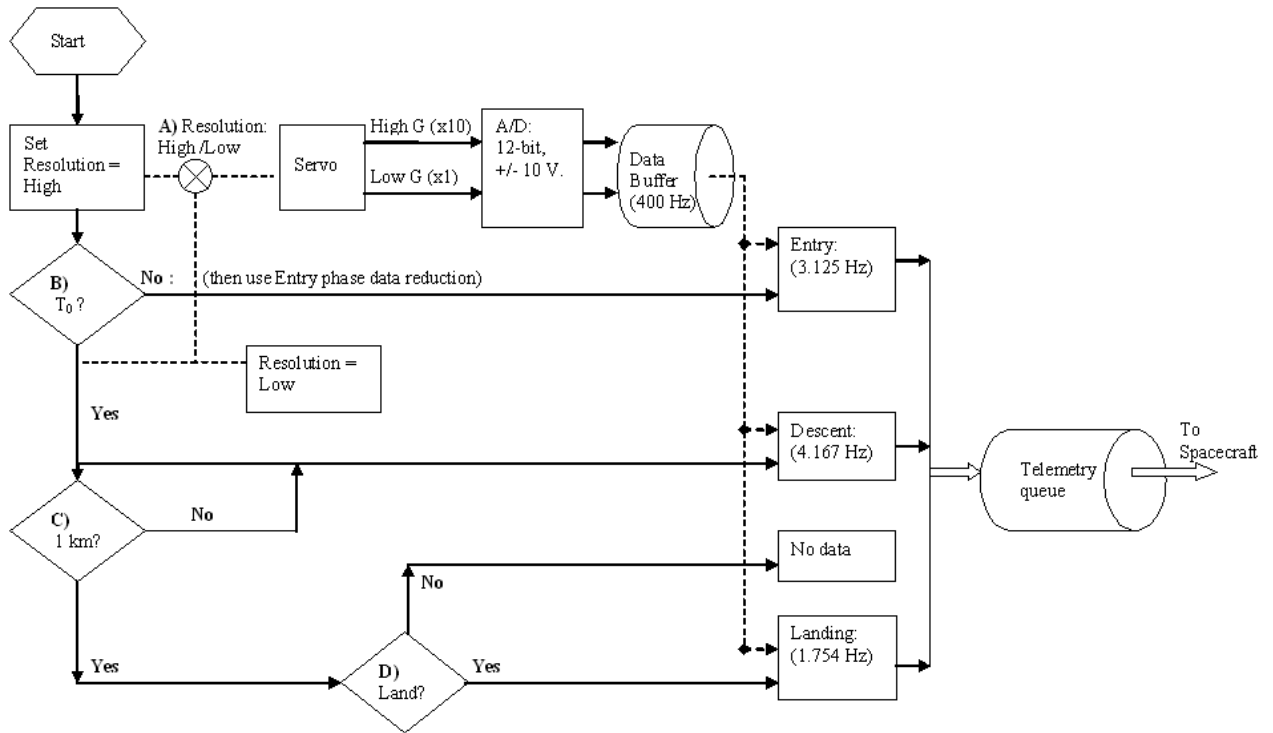 Start
Set
Resolution =
High
A) Resolution:
High /Low
Servo
High G (x10)
Low G (x1)
A/D:
12-bit,
+/- 10 V.
Data
Buffer
(400 Hz)
B)
T₀ ?
No :
(then use Entry phase data reduction)
Entry:
(3.125 Hz)
Resolution =
Low
Yes
Descent:
(4.167 Hz)
Telemetry
queue
To
Spacecraft
C)
1 km?
No
No data
No
Yes
D)
Land?
Yes
Landing:
(1.754 Hz)